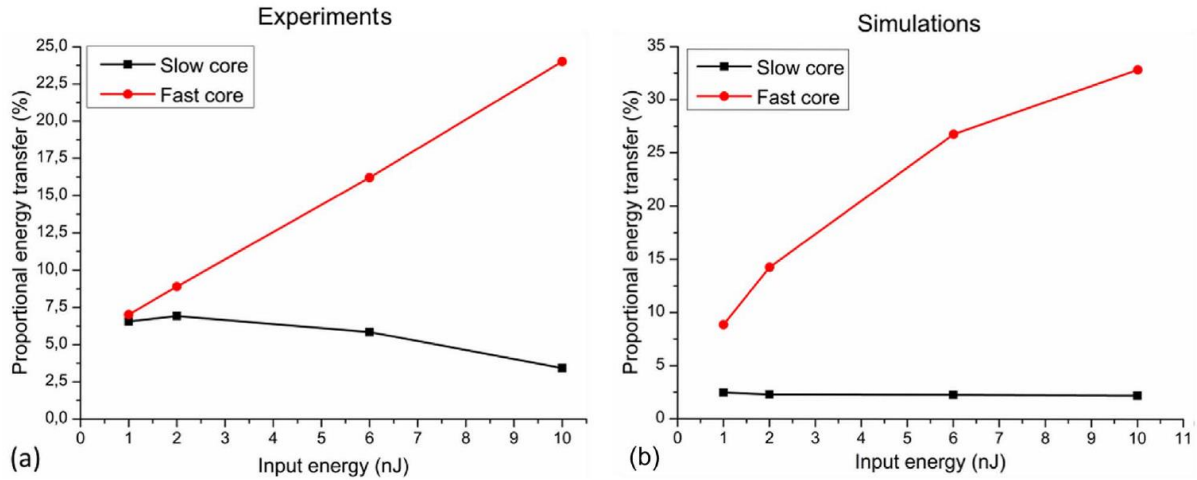 Experiments
25,0
22,5
20,0
17,5
15,0
12,5
10,0
7,5
5,0
2,5
0,0
Proportional energy transfer (%)
Slow core
Fast core
0 1 2 3 4 5 6 7 8 9 10
Input energy (nJ)
(a)
Simulations
35
30
25
20
15
10
5
0
Proportional energy transfer (%)
Slow core
Fast core
0 1 2 3 4 5 6 7 8 9 10 11
Input energy (nJ)
(b)